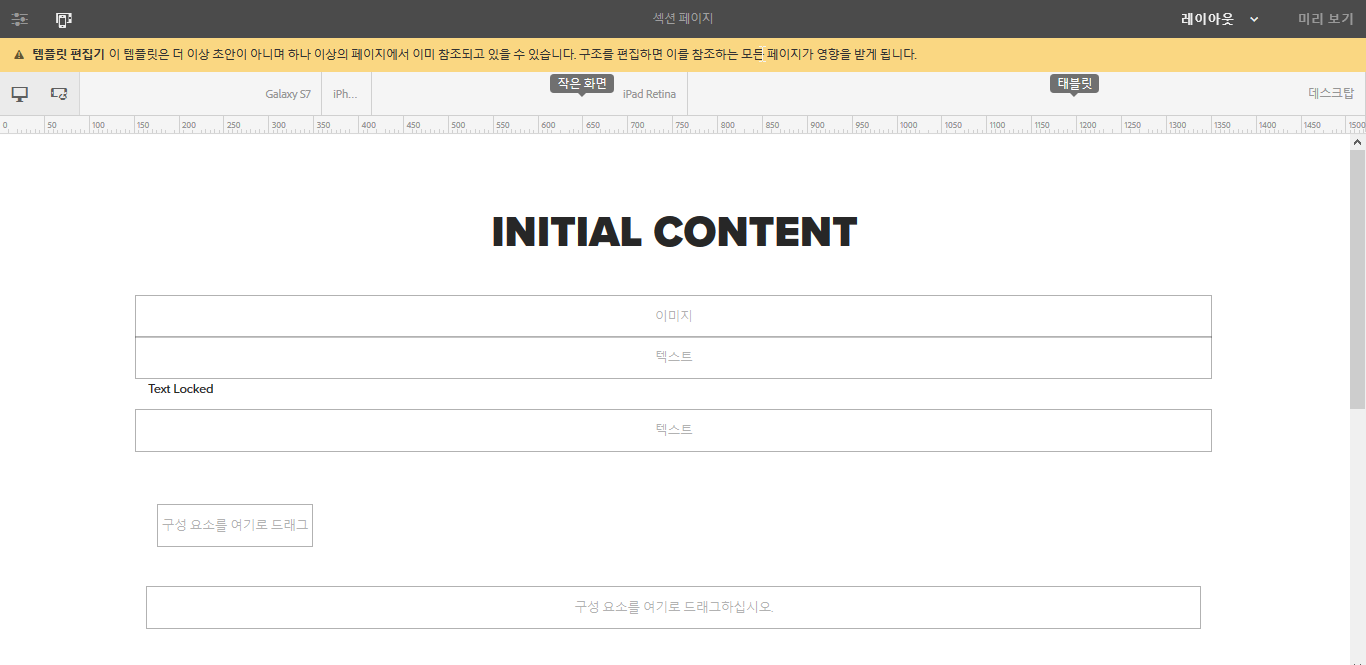 섹션 페이지
레이아웃
미리 보기
템플릿 편집기 이 템플릿은 더 이상 초안이 아니며 하나 이상의 페이지에서 이미 참조되고 있을 수 있습니다. 구조를 편집하면 이를 참조하는 모든 페이지가 영향을 받게 됩니다.
Galaxy S7
iPh...
작은 화면
iPad Retina
태블릿
데스크탑
0 50 100 150 200 250 300 350 400 450 500 550 600 650 700 750 800 850 900 950 1000 1050 1100 1150 1200 1250 1300 1350 1400 1450 1500
INITIAL CONTENT
이미지
텍스트
Text Locked
텍스트
구성 요소를 여기로 드래그
구성 요소를 여기로 드래그하십시오.